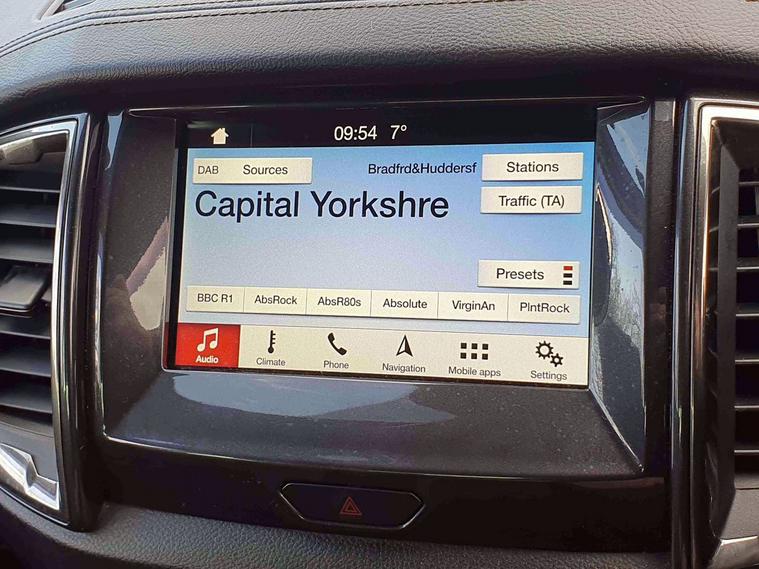 09:54 7°
DAB Sources Bradfrd&Huddersf Stations
Capital Yorkshre Traffic (TA)
Presets
BBC R1 AbsRock AbsR80s Absolute VirginAn PlntRock
Audio Climate Phone Navigation Mobile apps Settings